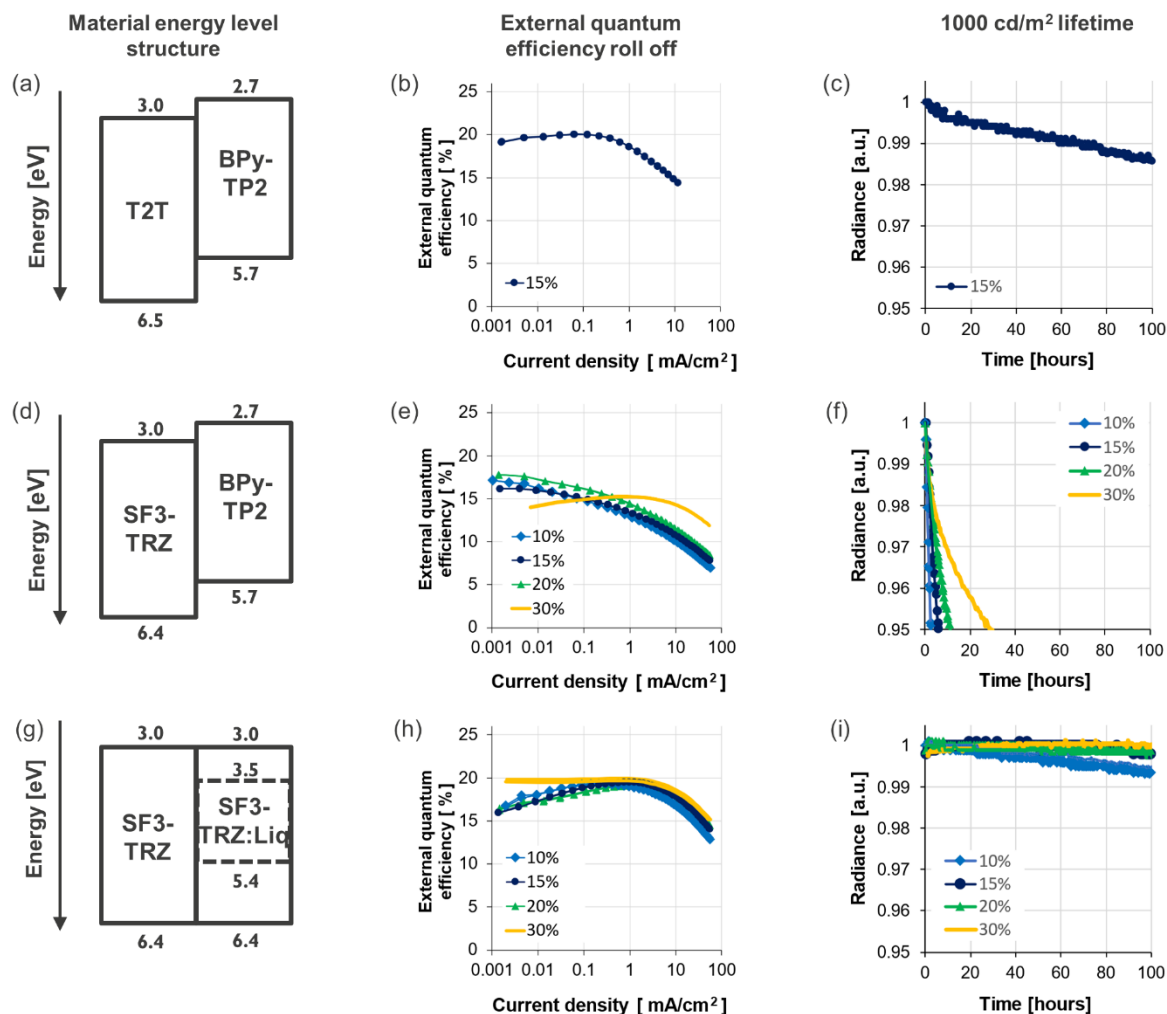 Material energy level
structure
External quantum
efficiency roll off
1000 cd/m² lifetime
(a)
Energy [eV]
3.0
T2T
6.5
2.7
BPy-
TP2
5.7
(b)
External quantum
efficiency [ % ]
25
20
15
10
5
0
15%
0.001 0.01 0.1 1 10 100
Current density [ mA/cm²]
(c)
Radiance [a.u.]
1
0.99
0.98
0.97
0.96
0.95
15%
0 20 40 60 80 100
Time [hours]
(d)
Energy [eV]
3.0
SF3-
TRZ
6.4
2.7
BPy-
TP2
5.7
(e)
External quantum
efficiency [ % ]
25
20
15
10
5
0
10%
15%
20%
30%
0.001 0.01 0.1 1 10 100
Current density [ mA/cm²]
(f)
Radiance [a.u.]
1
0.99
0.98
0.97
0.96
0.95
10%
15%
20%
30%
0 20 40 60 80 100
Time [hours]
(g)
Energy [eV]
3.0
SF3-
TRZ
6.4
3.0
3.5
SF3-
TRZ:Liq
5.4
6.4
(h)
External quantum
efficiency [ % ]
25
20
15
10
5
0
10%
15%
20%
30%
0.001 0.01 0.1 1 10 100
Current density [ mA/cm²]
(i)
Radiance [a.u.]
1
0.99
0.98
0.97
0.96
0.95
10%
15%
20%
30%
0 20 40 60 80 100
Time [hours]